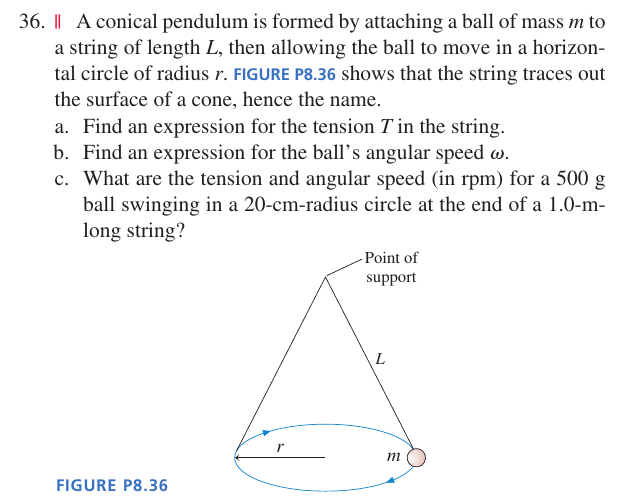 36. || A conical pendulum is formed by attaching a ball of mass m to
a string of length L, then allowing the ball to move in a horizon-
tal circle of radius r. FIGURE P8.36 shows that the string traces out
the surface of a cone, hence the name.
a. Find an expression for the tension T in the string.
b. Find an expression for the ball's angular speed ω.
c. What are the tension and angular speed (in rpm) for a 500 g
ball swinging in a 20-cm-radius circle at the end of a 1.0-m-
long string?
Point of
support
L
r
m
FIGURE P8.36